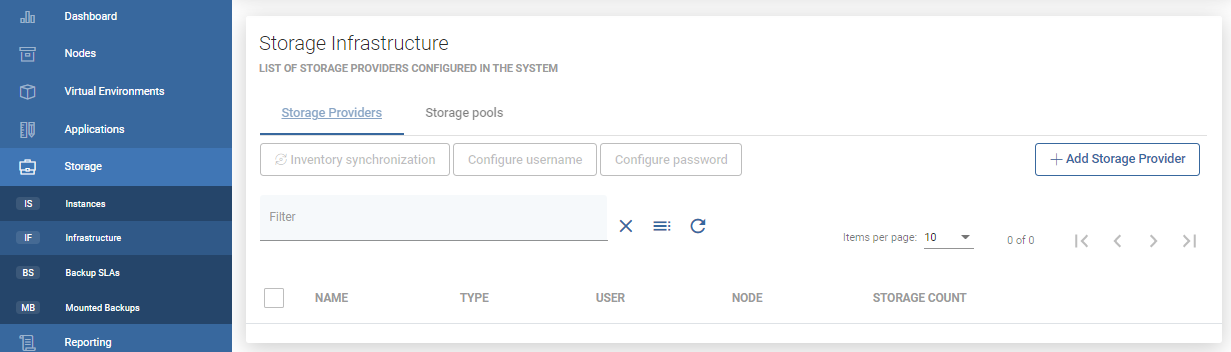 Dashboard
Nodes
Virtual Environments
Applications
Storage
IS Instances
IF Infrastructure
BS Backup SLAs
MB Mounted Backups
Reporting
Storage Infrastructure
LIST OF STORAGE PROVIDERS CONFIGURED IN THE SYSTEM
Storage Providers Storage pools
Inventory synchronization Configure username Configure password + Add Storage Provider
Filter
Items per page: 10 0 of 0
NAME TYPE USER NODE STORAGE COUNT